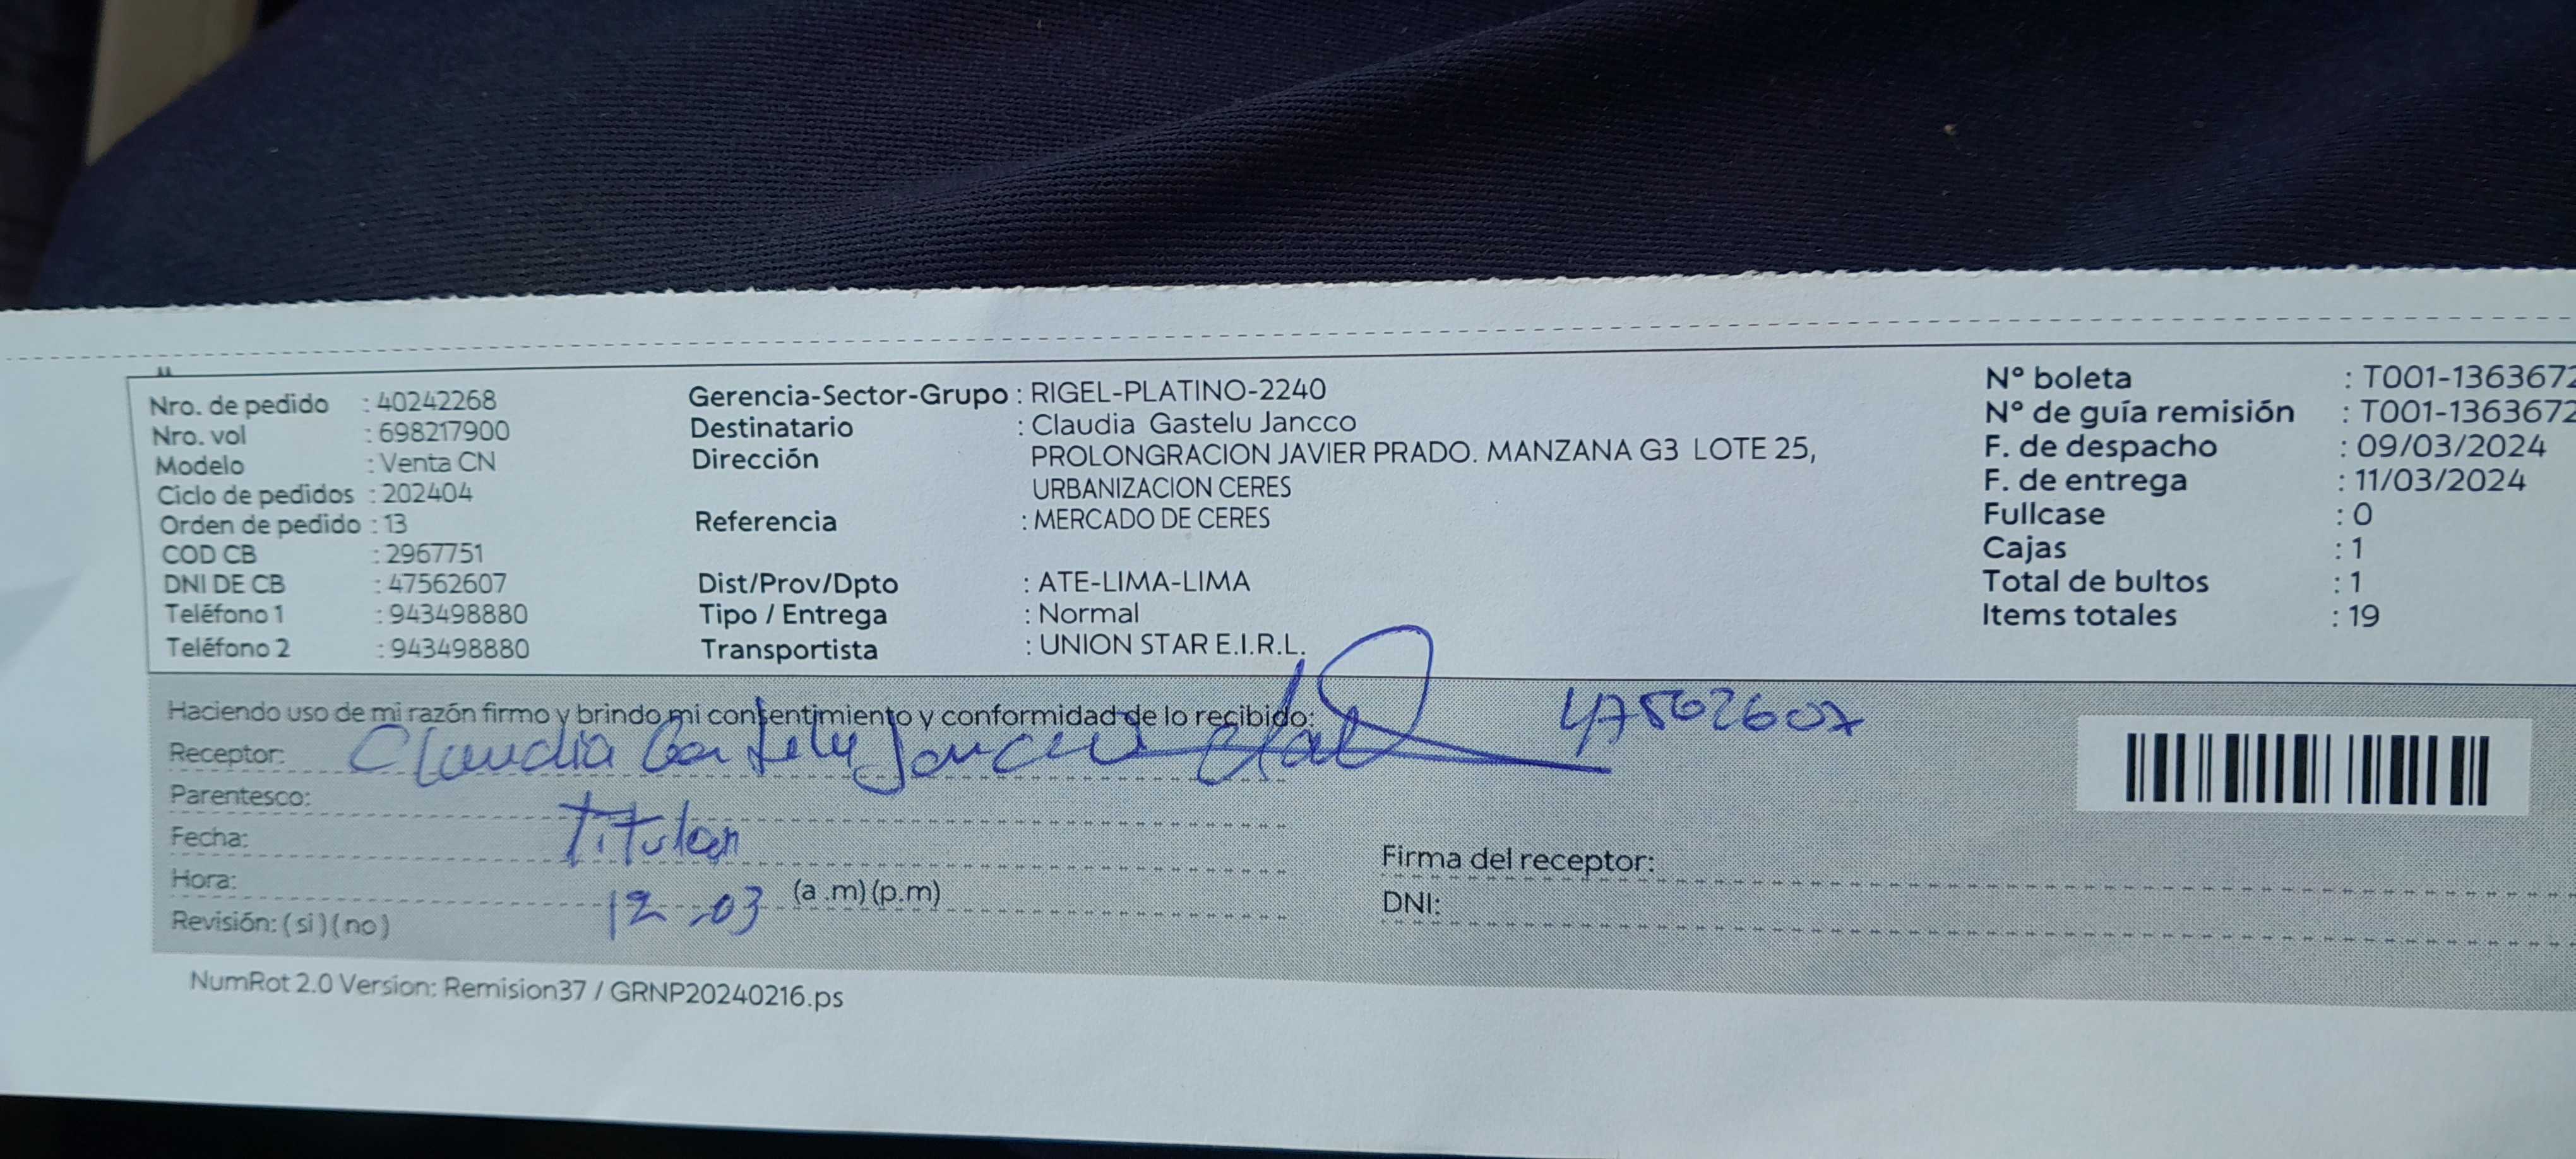 Nro. de pedido : 40242268
Nro. vol : 698217900
Modelo : Venta CN
Ciclo de pedidos : 202404
Orden de pedido : 13
COD CB : 2967751
DNI DE CB : 47562607
Teléfono 1 : 943498880
Teléfono 2 : 943498880
Gerencia-Sector-Grupo : RIGEL-PLATINO-2240
Destinatario : Claudia Gastelu Jancco
Dirección PROLONGRACION JAVIER PRADO. MANZANA G3 LOTE 25,
URBANIZACION CERES
Referencia : MERCADO DE CERES
Dist/Prov/Dpto : ATE-LIMA-LIMA
Tipo / Entrega : Normal
Transportista : UNION STAR E.I.R.L.
N° boleta : T001-1363672
N° de guía remisión : T001-1363672
F. de despacho : 09/03/2024
F. de entrega : 11/03/2024
Fullcase : 0
Cajas : 1
Total de bultos : 1
Items totales : 19
Haciendo uso de mi razón firmo y brindo mi consentimiento y conformidad de lo recibido:
47562607
Receptor: Claudia Gastelu Jancco
Parentesco:
Titular
Fecha:
Hora: (a .m) (p.m)
12-03
Revisión: ( si ) ( no )
Firma del receptor:
DNI:
NumRot 2.0 Version: Remision37 / GRNP20240216.ps